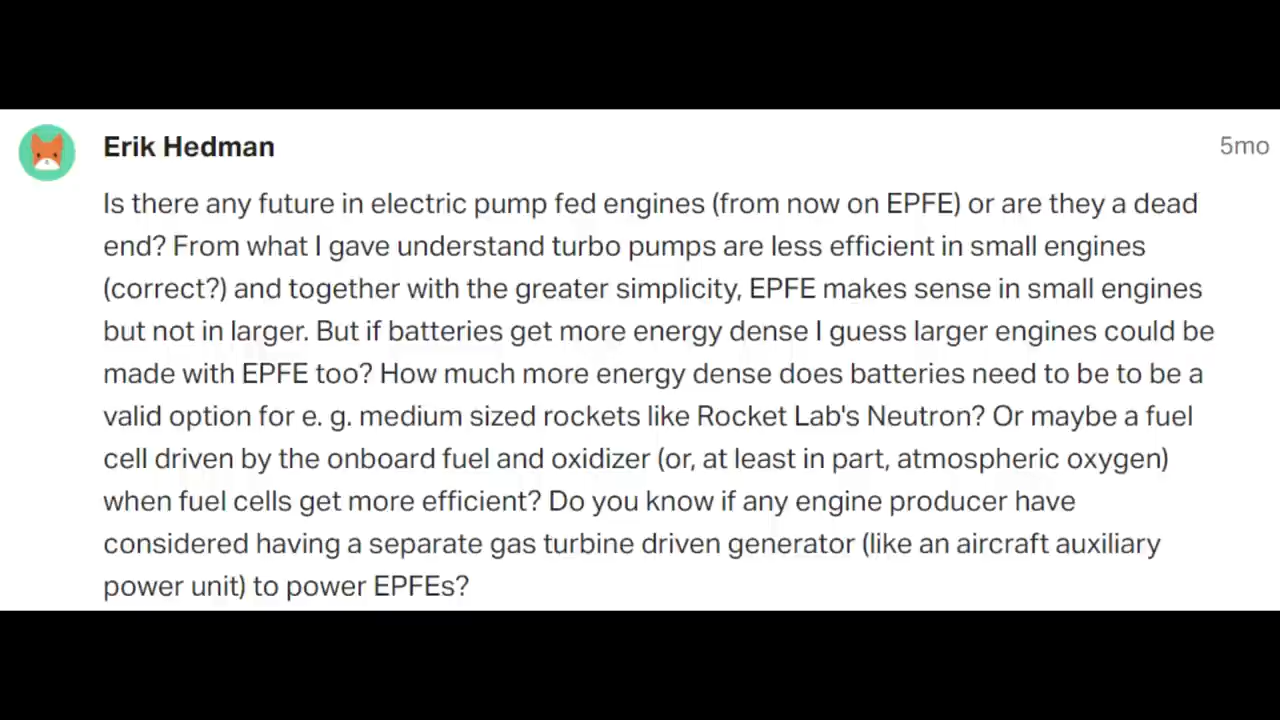 Erik Hedman
5mo
Is there any future in electric pump fed engines (from now on EPFE) or are they a dead
end? From what I gave understand turbo pumps are less efficient in small engines
(correct?) and together with the greater simplicity, EPFE makes sense in small engines
but not in larger. But if batteries get more energy dense I guess larger engines could be
made with EPFE too? How much more energy dense does batteries need to be to be a
valid option for e. g. medium sized rockets like Rocket Lab's Neutron? Or maybe a fuel
cell driven by the onboard fuel and oxidizer (or, at least in part, atmospheric oxygen)
when fuel cells get more efficient? Do you know if any engine producer have
considered having a separate gas turbine driven generator (like an aircraft auxiliary
power unit) to power EPFEs?